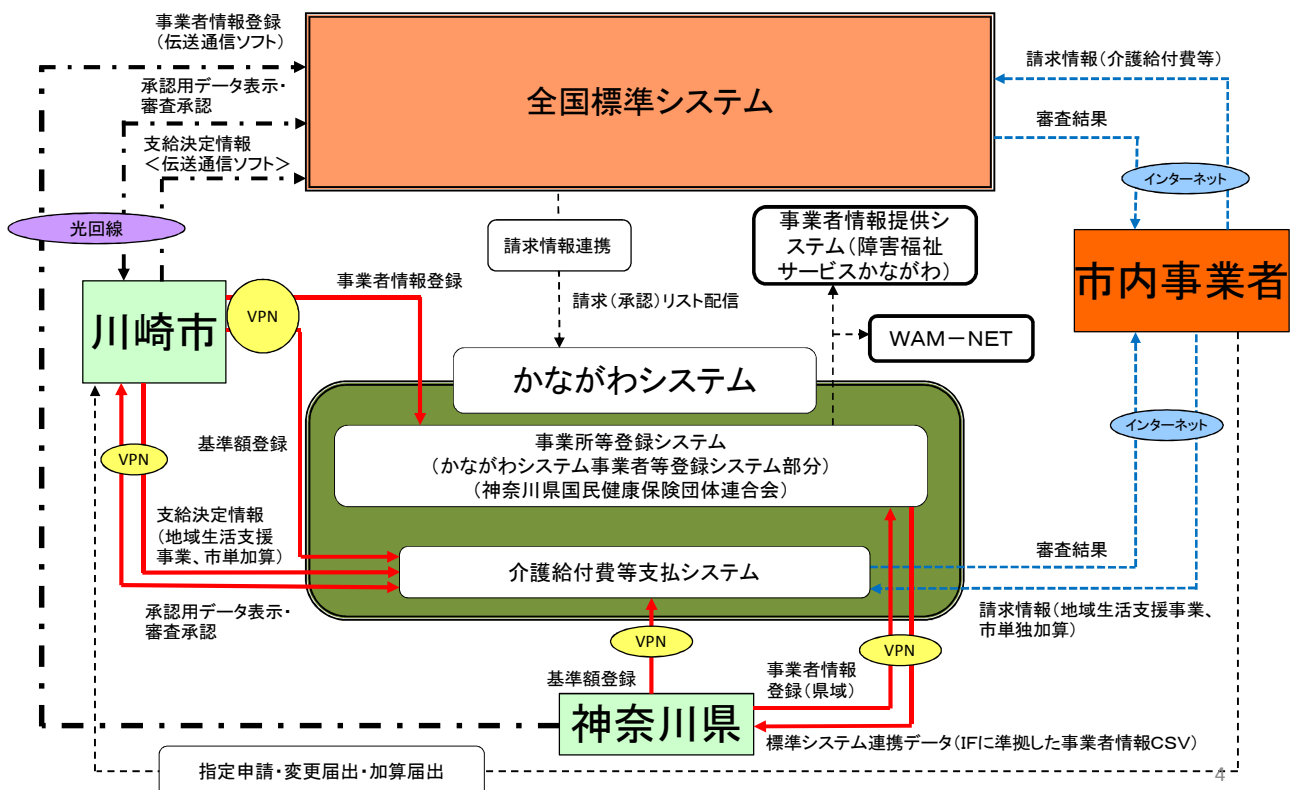 事業者情報登録
(伝送通信ソフト)
承認用データ表示・
審査承認
支給決定情報
<伝送通信ソフト>
光回線
全国標準システム
請求情報(介護給付費等)
審査結果
インターネット
市内事業者
請求情報連携
請求(承認)リスト配信
事業者情報提供シ
ステム(障害福祉
サービスかながわ)
WAM-NET
川崎市
VPN
事業者情報登録
かながわシステム
事業所等登録システム
(かながわシステム事業者等登録システム部分)
(神奈川県国民健康保険団体連合会)
インターネット
基準額登録
VPN
支給決定情報
(地域生活支援
事業、市単加算)
介護給付費等支払システム
審査結果
承認用データ表示・
審査承認
請求情報(地域生活支援事業、
市単独加算)
VPN
VPN
基準額登録
事業者情報
登録(県域)
神奈川県
標準システム連携データ(IFに準拠した事業者情報CSV)
指定申請・変更届出・加算届出
4